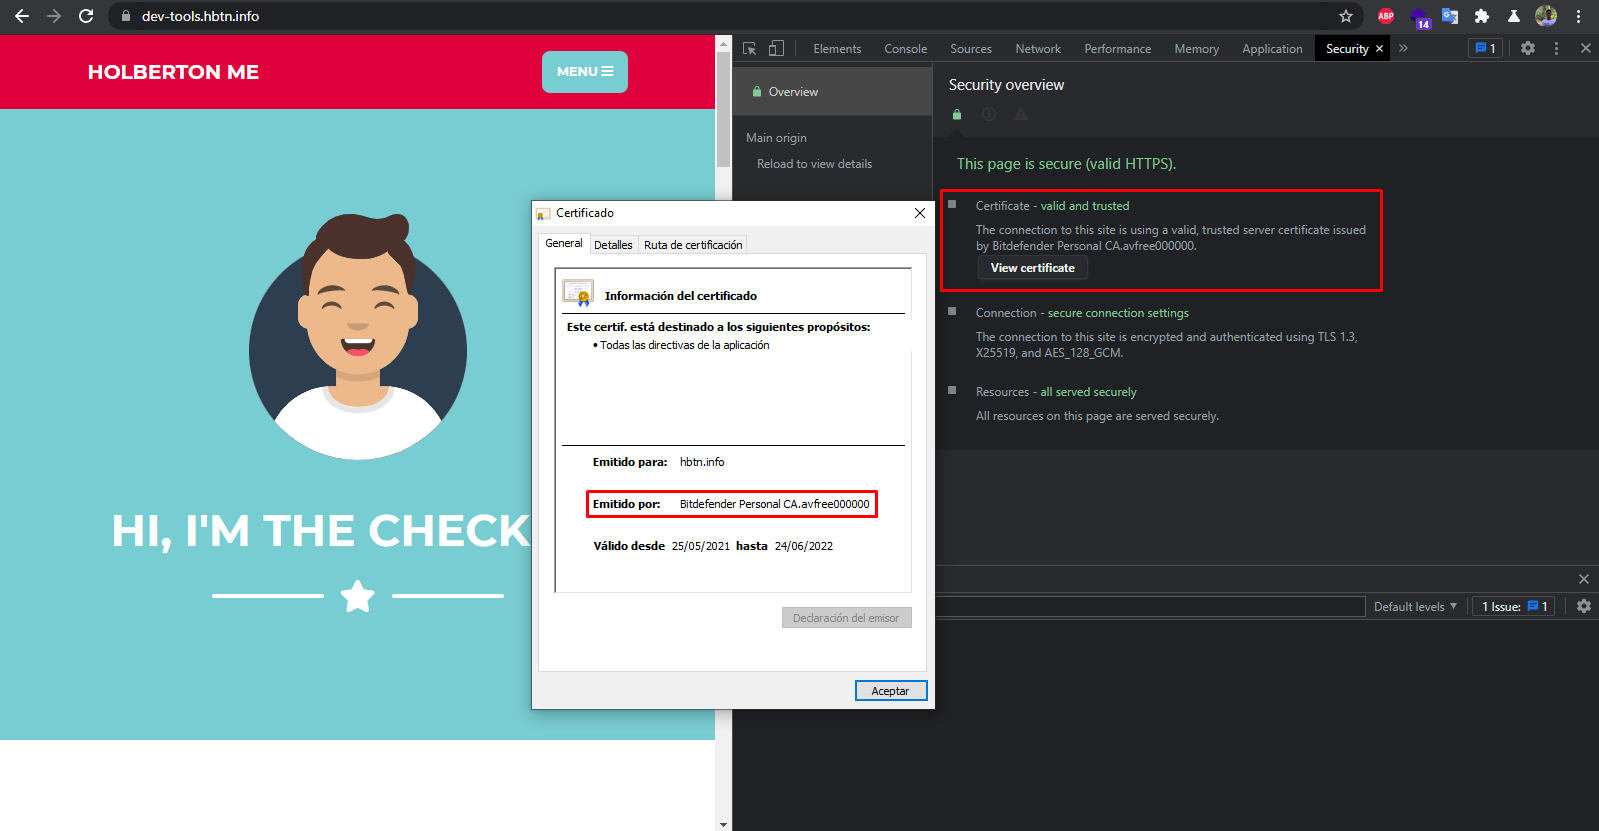 dev-tools.hbtn.info
ABP
14
HOLBERTON ME
MENU
HI, I'M THE CHECK
Elements
Console
Sources
Network
Performance
Memory
Application
Security
1
Overview
Main origin
Reload to view details
Security overview
This page is secure (valid HTTPS).
Certificate - valid and trusted
The connection to this site is using a valid, trusted server certificate issued
by Bitdefender Personal CA.avfree000000.
View certificate
Connection - secure connection settings
The connection to this site is encrypted and authenticated using TLS 1.3,
X25519, and AES_128_GCM.
Resources - all served securely
All resources on this page are served securely.
Default levels
1 Issue: 1
Certificado
General
Detalles
Ruta de certificación
Información del certificado
Este certif. está destinado a los siguientes propósitos:
• Todas las directivas de la aplicación
Emitido para: hbtn.info
Emitido por: Bitdefender Personal CA.avfree000000
Válido desde 25/05/2021 hasta 24/06/2022
Declaración del emisor
Aceptar